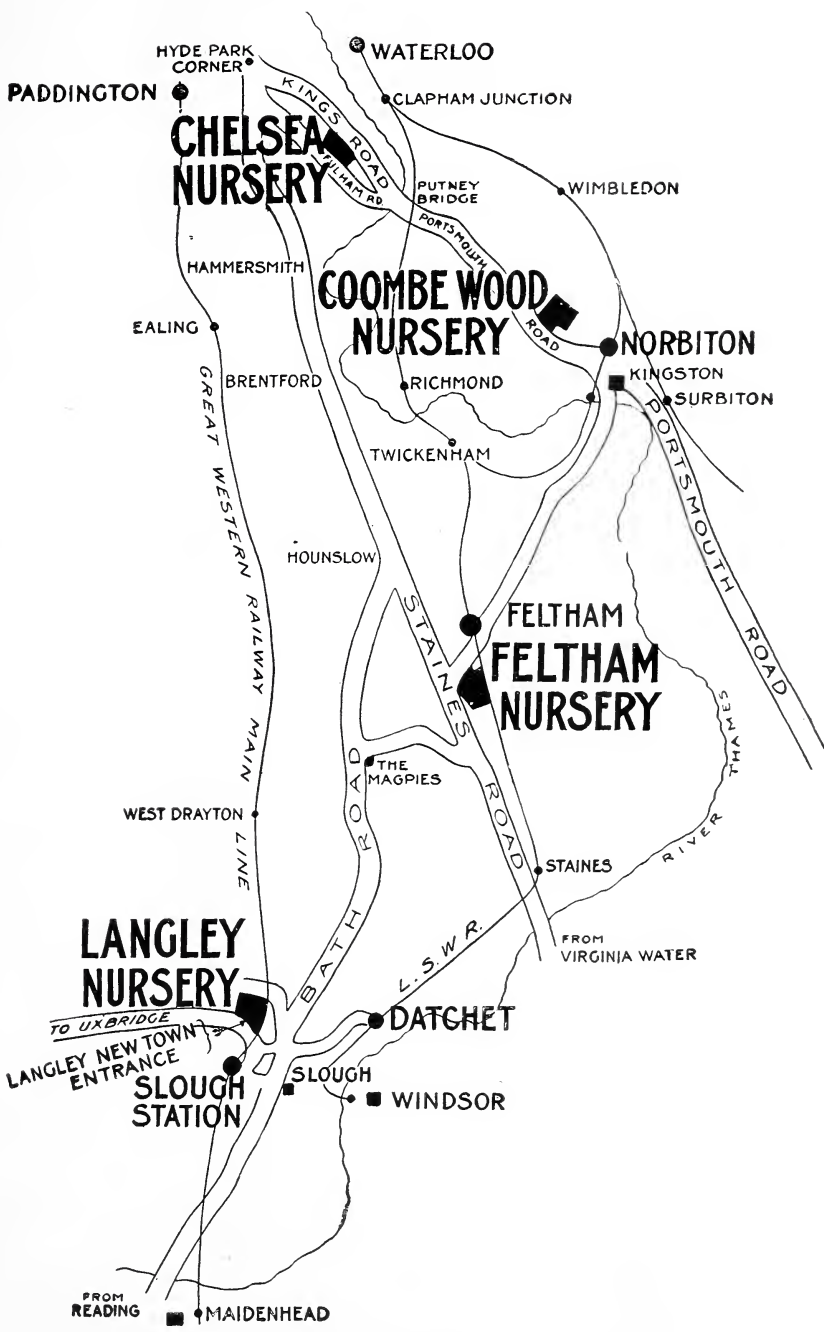 HYDE PARK
CORNER
WATERLOO
PADDINGTON
CLAPHAM JUNCTION
KINGS ROAD
CHELSEA
NURSERY
FULHAM RD.
PUTNEY
BRIDGE
WIMBLEDON
PORTSMOUTH
ROAD
HAMMERSMITH
COOMBE WOOD
NURSERY
EALING
NORBITON
KINGSTON
BRENTFORD
RICHMOND
SURBITON
GREAT WESTERN RAILWAY MAIN LINE
TWICKENHAM
PORTSMOUTH ROAD
HOUNSLOW
STAINES ROAD
FELTHAM
FELTHAM
NURSERY
RIVER THAMES
THE
MAGPIES
BATH ROAD
WEST DRAYTON
STAINES
LANGLEY
NURSERY
L. S. W. R.
FROM
VIRGINIA WATER
TO UXBRIDGE
DATCHET
LANGLEY NEW TOWN
ENTRANCE
SLOUGH
STATION
SLOUGH
WINDSOR
FROM
READING
MAIDENHEAD